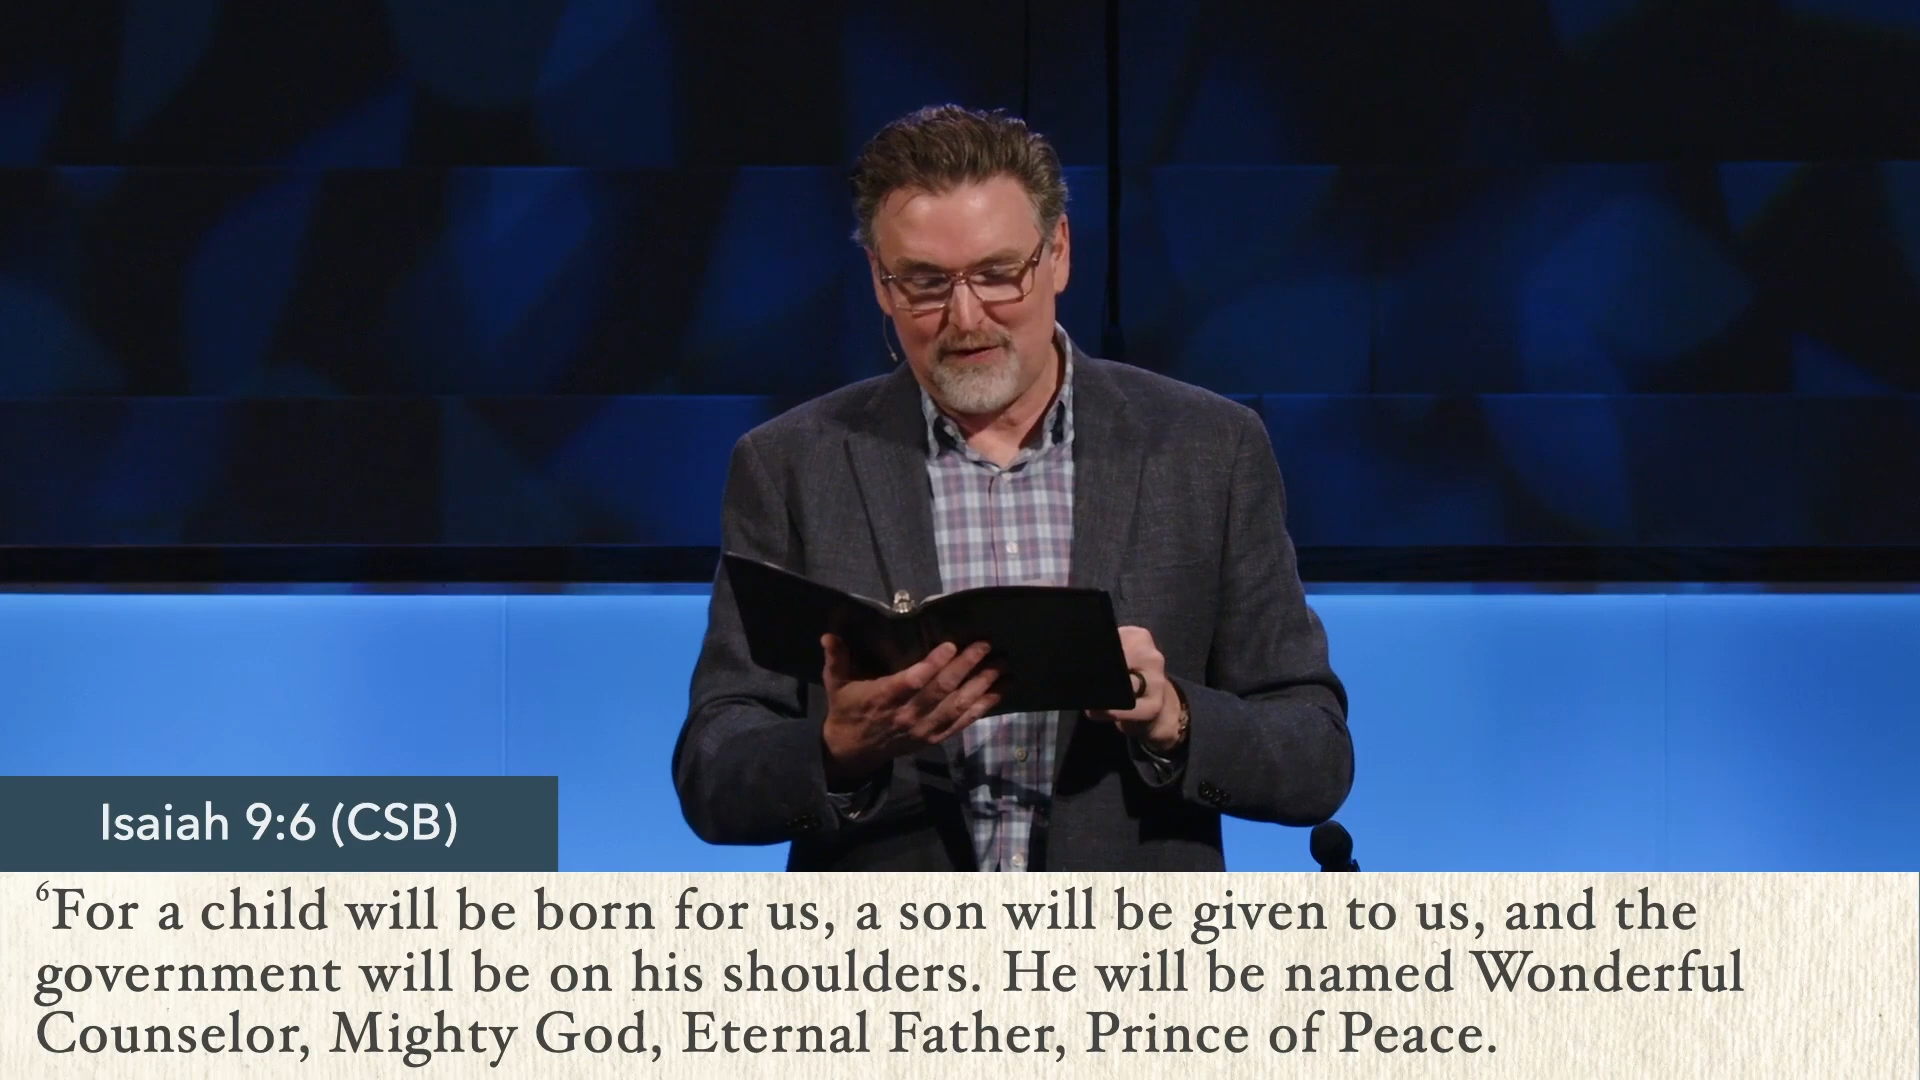 Isaiah 9:6 (CSB)
⁶For a child will be born for us, a son will be given to us, and the
government will be on his shoulders. He will be named Wonderful
Counselor, Mighty God, Eternal Father, Prince of Peace.